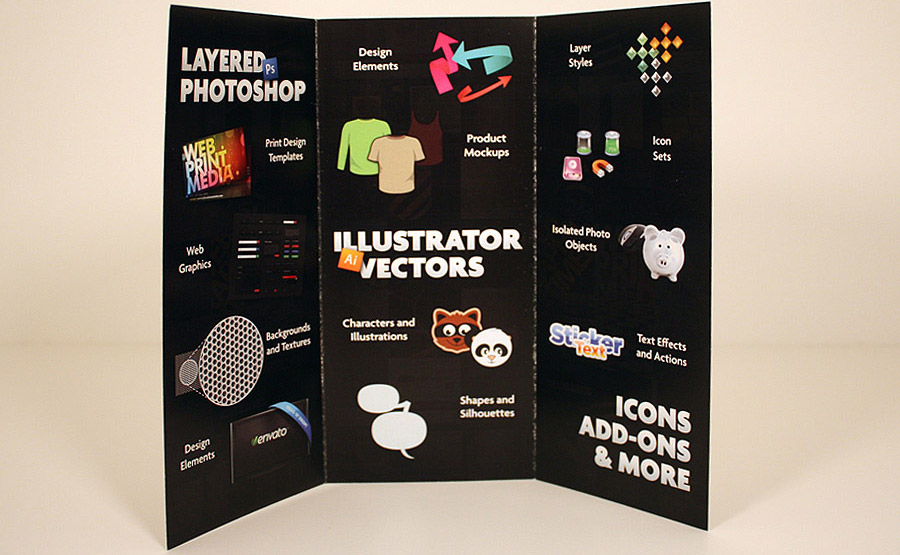 LAYERED
Ps
PHOTOSHOP
WEB
PRINT
MEDIA.
Print Design
Templates
Web
Graphics
Backgrounds
and Textures
Design
Elements
envato
Design
Elements
Product
Mockups
ILLUSTRATOR
Ai
VECTORS
Characters and
Illustrations
Shapes and
Silhouettes
Layer
Styles
Icon
Sets
Isolated Photo
Objects
Sticker
Text
Text Effects
and Actions
ICONS
ADD-ONS
& MORE